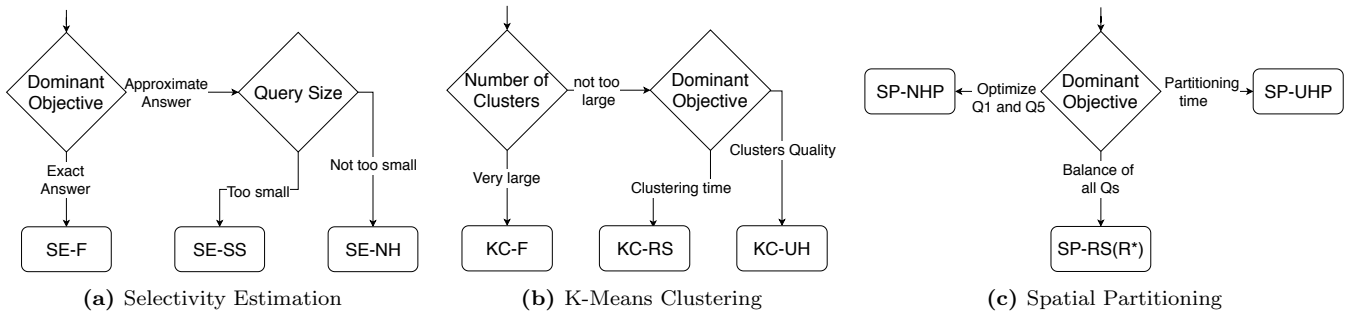 Dominant
Objective
Approximate
Answer
Query Size
Exact
Answer
Too small
Not too small
SE-F
SE-SS
SE-NH
(a) Selectivity Estimation
Number of
Clusters
not too
large
Dominant
Objective
Very large
Clustering time
Clusters Quality
KC-F
KC-RS
KC-UH
(b) K-Means Clustering
SP-NHP
Optimize
Q1 and Q5
Dominant
Objective
Partitioning
time
SP-UHP
Balance of
all Qs
SP-RS(R*)
(c) Spatial Partitioning